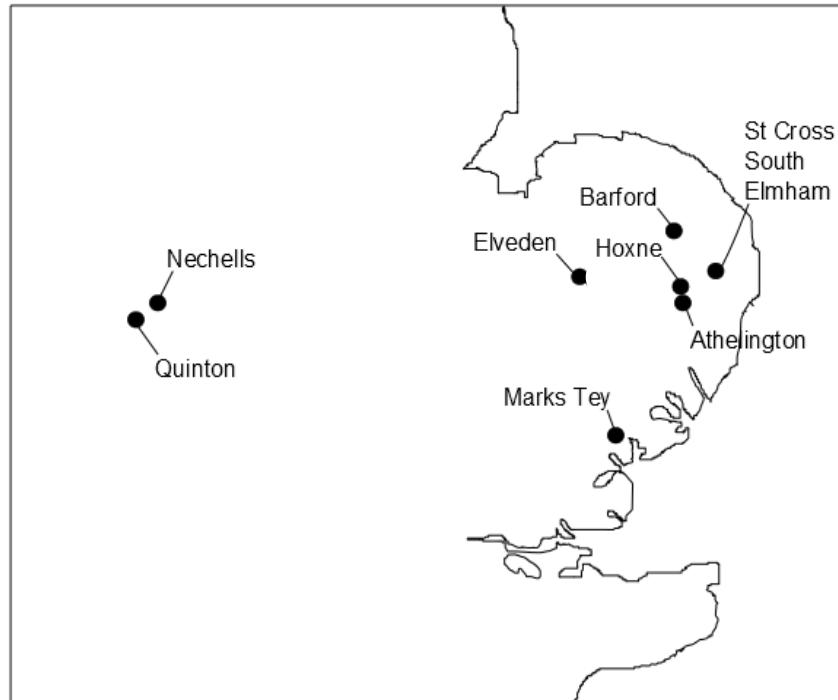 St Cross
South
Elmham
Barford
Elveden
Hoxne
Nechells
Athelington
Quinton
Marks Tey